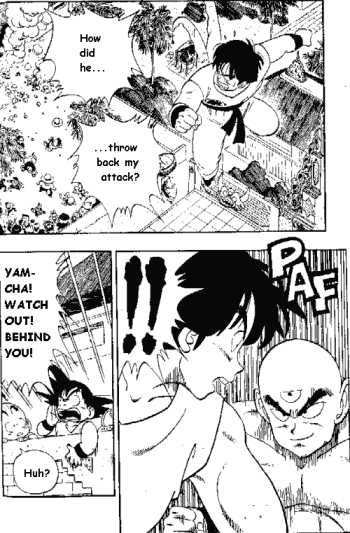 How
did
he...
...throw
back my
attack?
YAM-
CHA!
WATCH
OUT!
BEHIND
YOU!
Huh?
!!
PAF